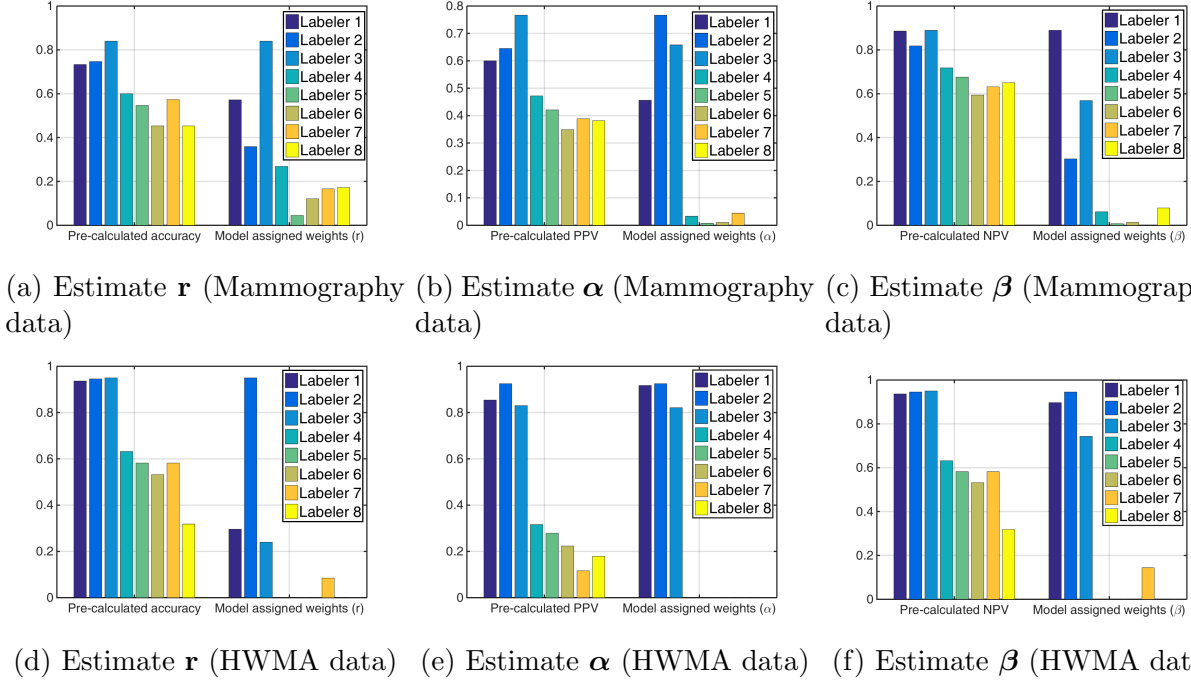 1
0.8
0.6
0.4
0.2
0
Pre-calculated accuracy
Model assigned weights (r)
Labeler 1
Labeler 2
Labeler 3
Labeler 4
Labeler 5
Labeler 6
Labeler 7
Labeler 8
0.8
0.7
0.6
0.5
0.4
0.3
0.2
0.1
0
Pre-calculated PPV
Model assigned weights (α)
Labeler 1
Labeler 2
Labeler 3
Labeler 4
Labeler 5
Labeler 6
Labeler 7
Labeler 8
1
0.8
0.6
0.4
0.2
0
Pre-calculated NPV
Model assigned weights (β)
Labeler 1
Labeler 2
Labeler 3
Labeler 4
Labeler 5
Labeler 6
Labeler 7
Labeler 8
(a) Estimate r (Mammography
data)
(b) Estimate α (Mammography
data)
(c) Estimate β (Mammograp
data)
1
0.8
0.6
0.4
0.2
0
Pre-calculated accuracy
Model assigned weights (r)
Labeler 1
Labeler 2
Labeler 3
Labeler 4
Labeler 5
Labeler 6
Labeler 7
Labeler 8
1
0.8
0.6
0.4
0.2
0
Pre-calculated PPV
Model assigned weights (α)
Labeler 1
Labeler 2
Labeler 3
Labeler 4
Labeler 5
Labeler 6
Labeler 7
Labeler 8
1
0.8
0.6
0.4
0.2
0
Pre-calculated NPV
Model assigned weights (β)
Labeler 1
Labeler 2
Labeler 3
Labeler 4
Labeler 5
Labeler 6
Labeler 7
Labeler 8
(d) Estimate r (HWMA data)
(e) Estimate α (HWMA data)
(f) Estimate β (HWMA dat